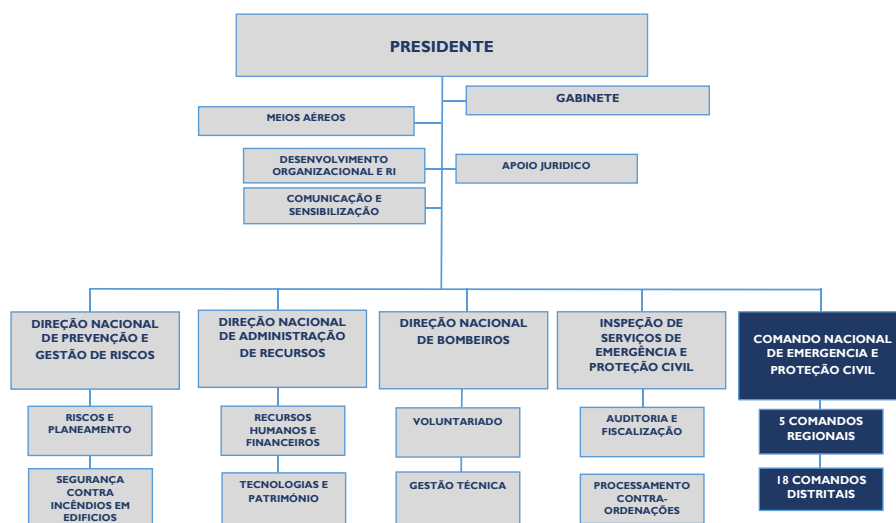 PRESIDENTE
GABINETE
MEIOS AÉREOS
DESENVOLVIMENTO
ORGANIZACIONAL E RI
APOIO JURIDICO
COMUNICAÇÃO E
SENSIBILIZAÇÃO
DIREÇÃO NACIONAL
DE PREVENÇÃO E
GESTÃO DE RISCOS
RISCOS E
PLANEAMENTO
SEGURANÇA
CONTRA
INCÊNDIOS EM
EDIFICIOS
DIREÇÃO NACIONAL
DE ADMINISTRAÇÃO
DE RECURSOS
RECURSOS
HUMANOS E
FINANCEIROS
TECNOLOGIAS E
PATRIMÓNIO
DIREÇÃO NACIONAL
DE BOMBEIROS
VOLUNTARIADO
GESTÃO TÉCNICA
INSPEÇÃO DE
SERVIÇOS DE
EMERGÊNCIA E
PROTEÇÃO CIVIL
AUDITORIA E
FISCALIZAÇÃO
PROCESSAMENTO
CONTRA-
ORDENAÇÕES
COMANDO NACIONAL
DE EMERGENCIA E
PROTEÇÃO CIVIL
5 COMANDOS
REGIONAIS
18 COMANDOS
DISTRITAIS